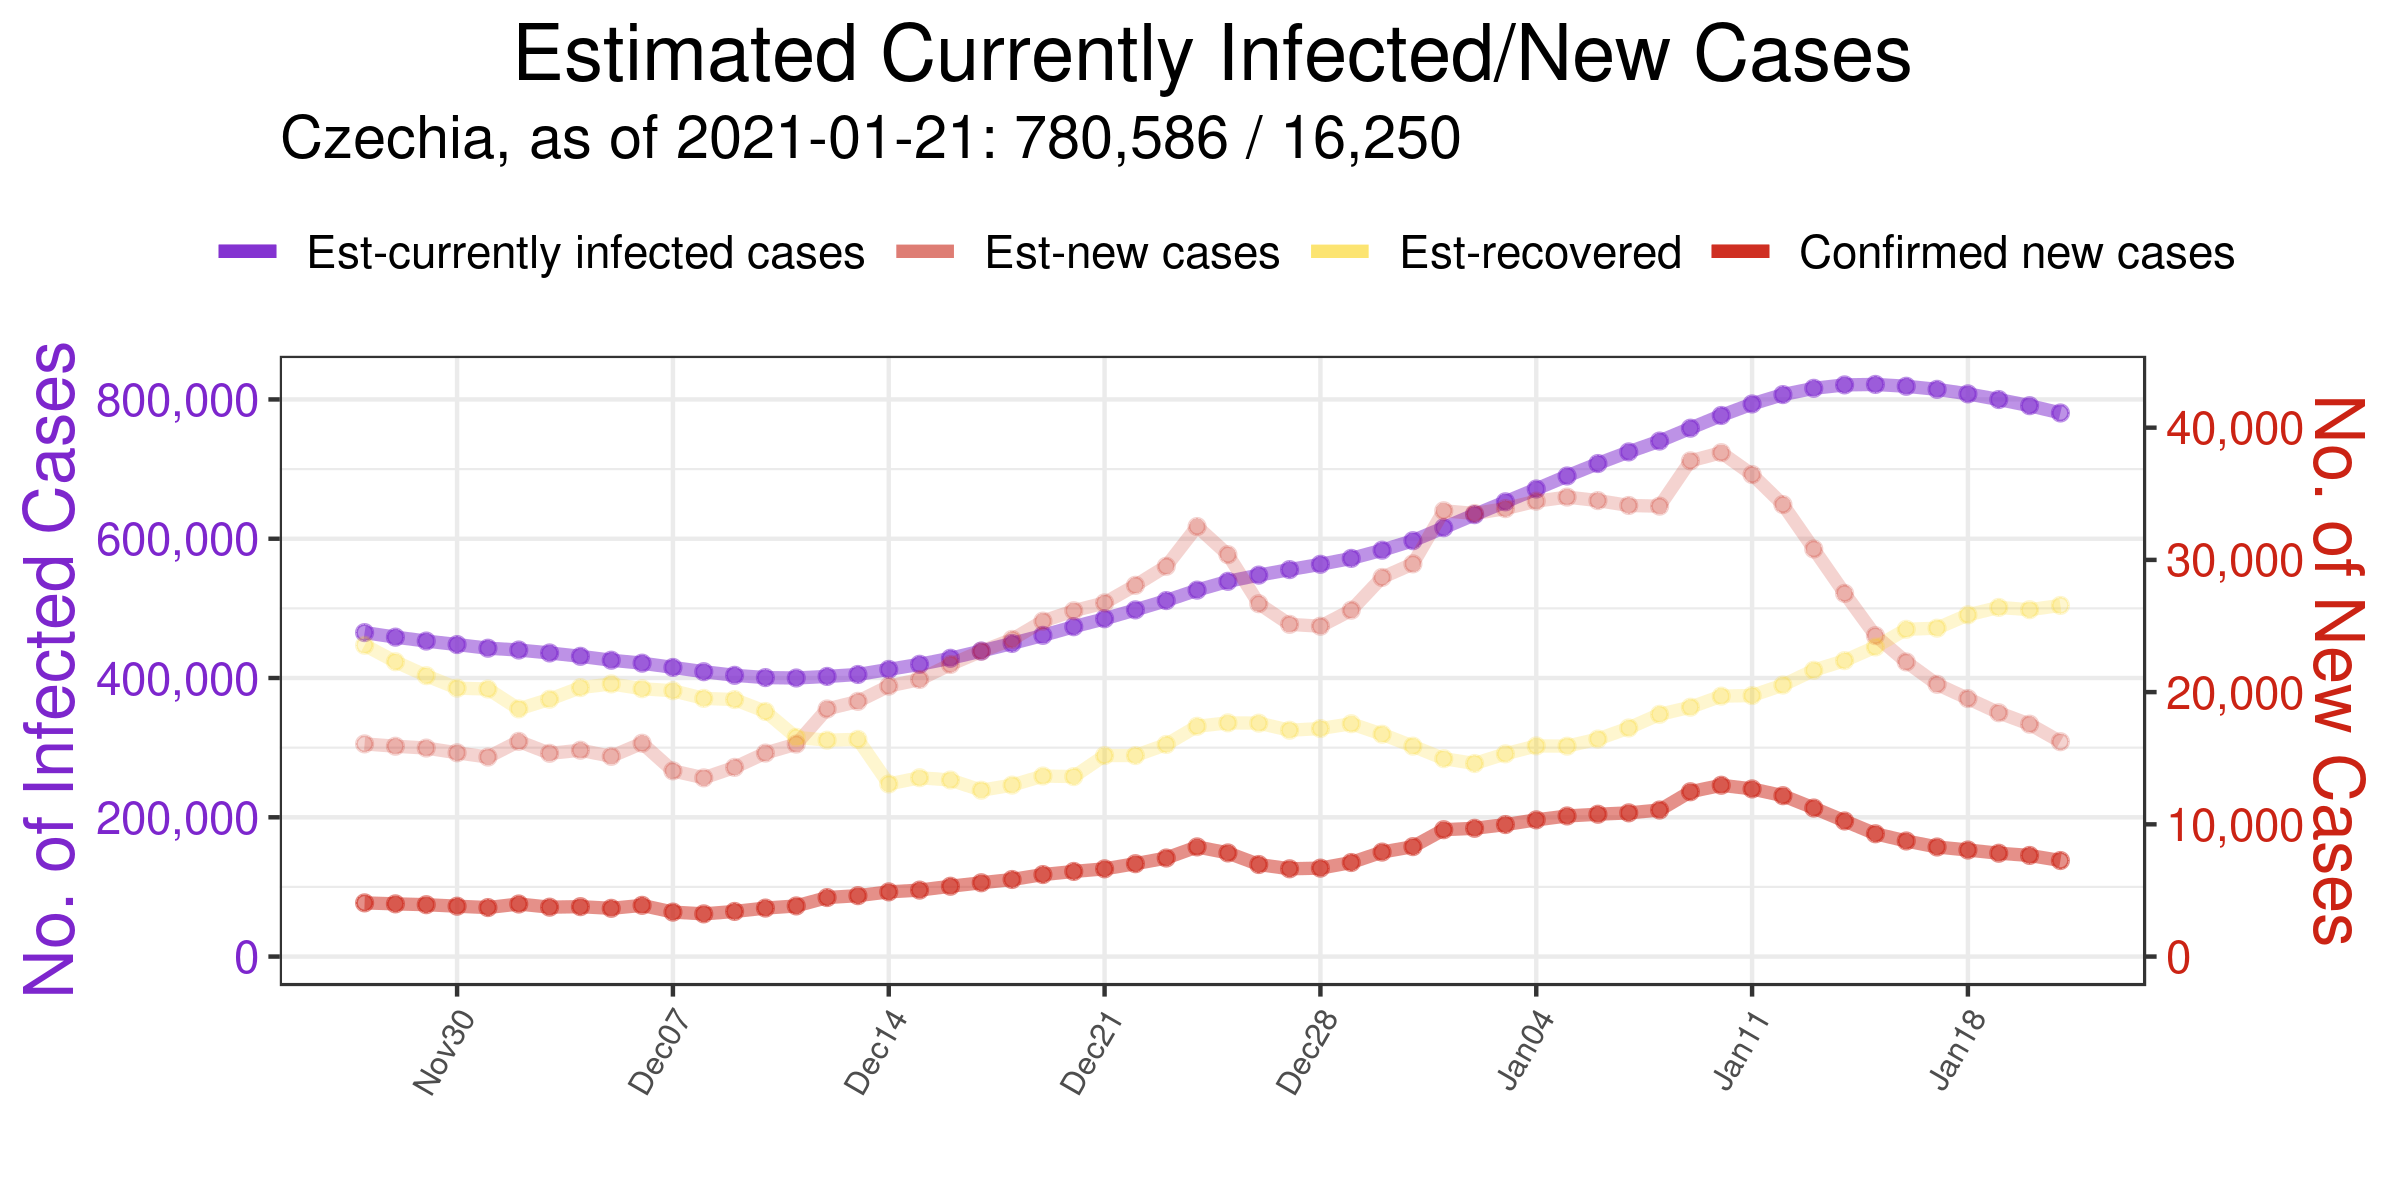 Estimated Currently Infected/New Cases
Czechia, as of 2021-01-21: 780,586 / 16,250
Est-currently infected cases Est-new cases Est-recovered Confirmed new cases
No. of Infected Cases
800,000
600,000
400,000
200,000
0
40,000
30,000
20,000
10,000
0
No. of New Cases
Nov30 Dec07 Dec14 Dec21 Dec28 Jan04 Jan11 Jan18